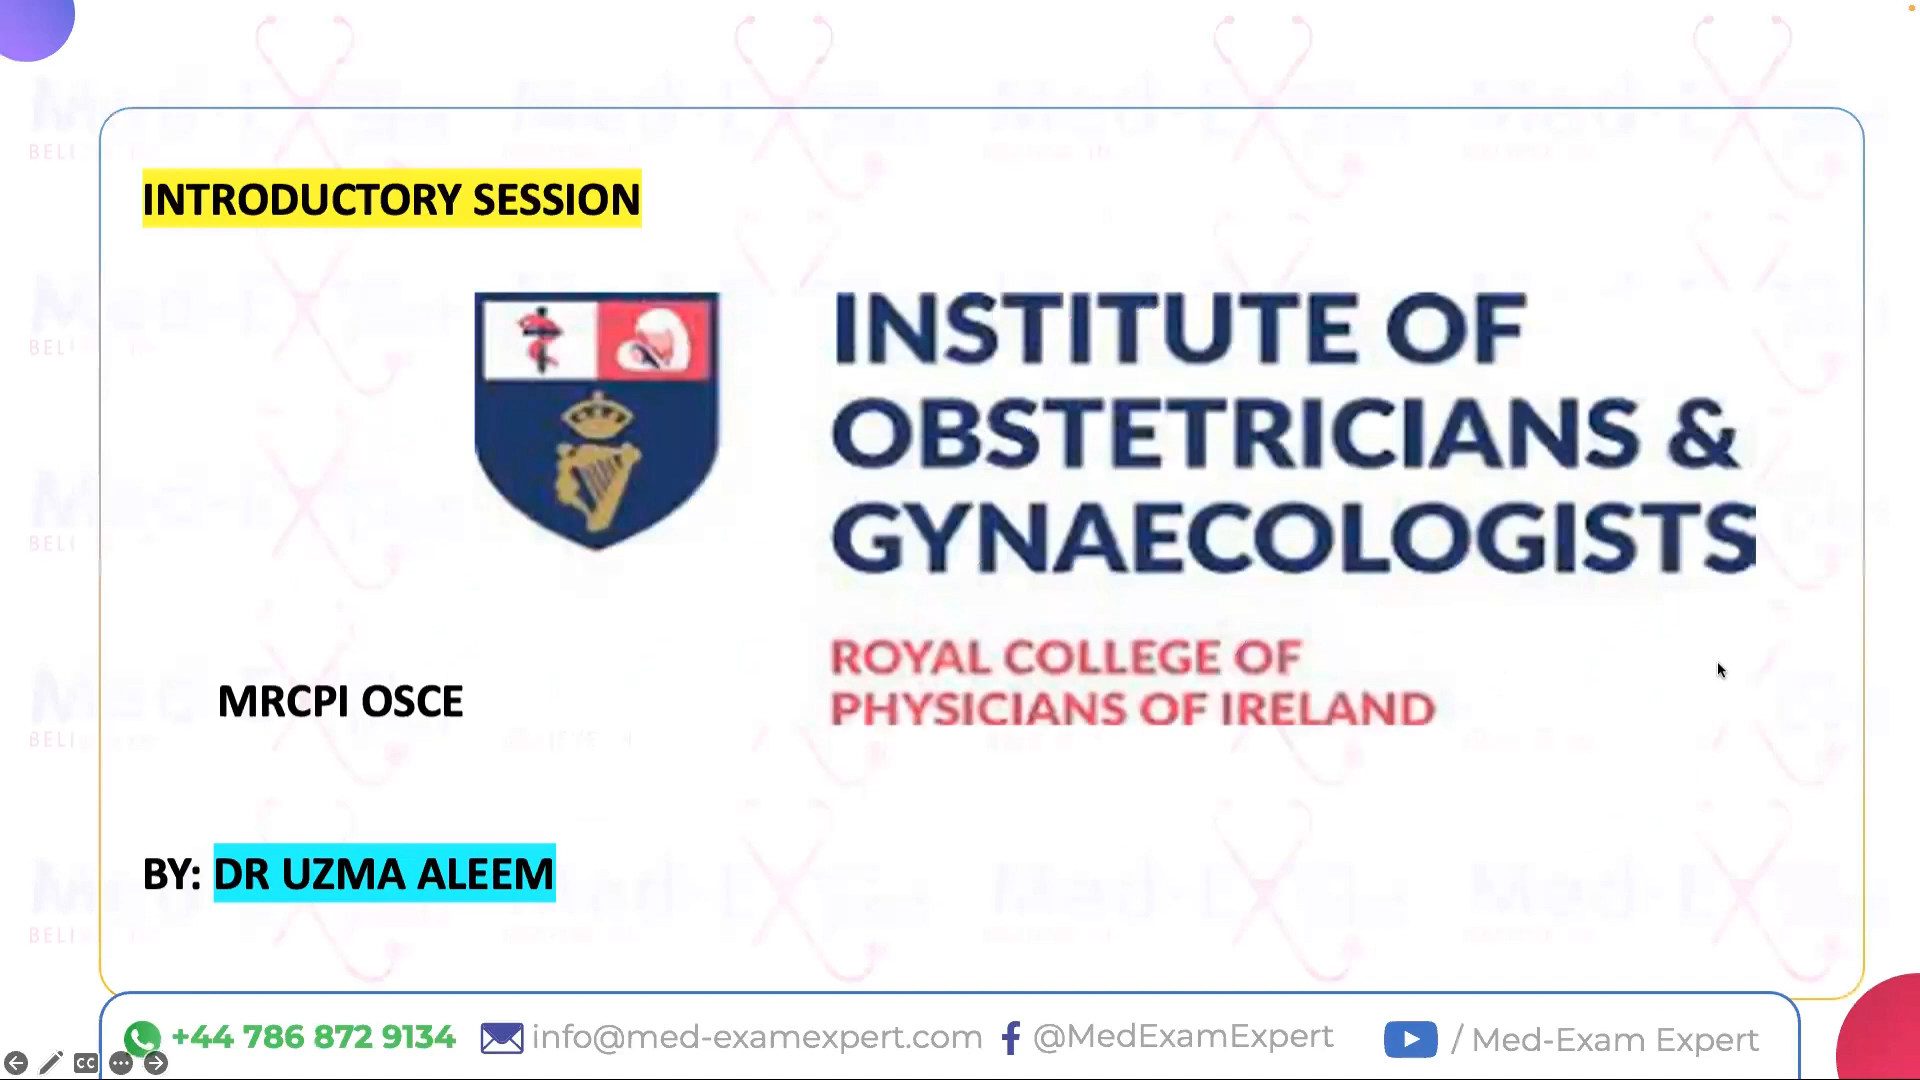 INTRODUCTORY SESSION
INSTITUTE OF
OBSTETRICIANS &
GYNAECOLOGISTS
ROYAL COLLEGE OF
PHYSICIANS OF IRELAND
MRCPI OSCE
BY: DR UZMA ALEEM
+44 786 872 9134 info@med-examexpert.com @MedExamExpert / Med-Exam Expert
CC